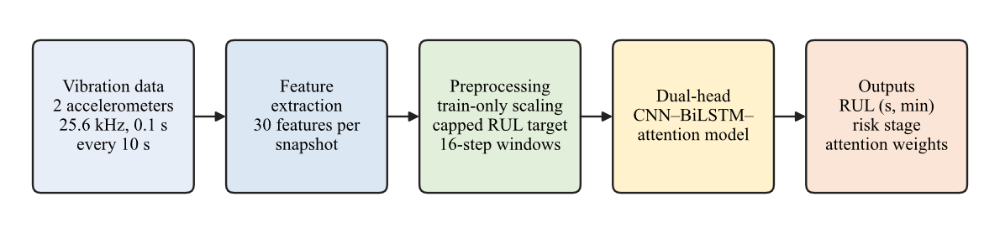 Vibration data
2 accelerometers
25.6 kHz, 0.1 s
every 10 s
Feature
extraction
30 features per
snapshot
Preprocessing
train-only scaling
capped RUL target
16-step windows
Dual-head
CNN–BiLSTM–
attention model
Outputs
RUL (s, min)
risk stage
attention weights